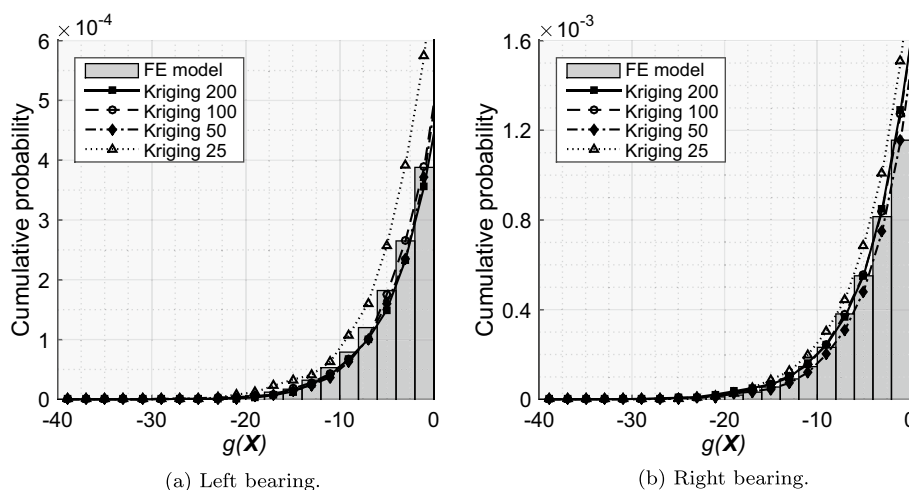 × 10⁻⁴
6
5
4
3
2
1
0
Cumulative probability
FE model
Kriging 200
Kriging 100
Kriging 50
Kriging 25
-40 -30 -20 -10 0
g(X)
(a) Left bearing.
× 10⁻³
1.6
1.2
0.8
0.4
0
Cumulative probability
FE model
Kriging 200
Kriging 100
Kriging 50
Kriging 25
-40 -30 -20 -10 0
g(X)
(b) Right bearing.